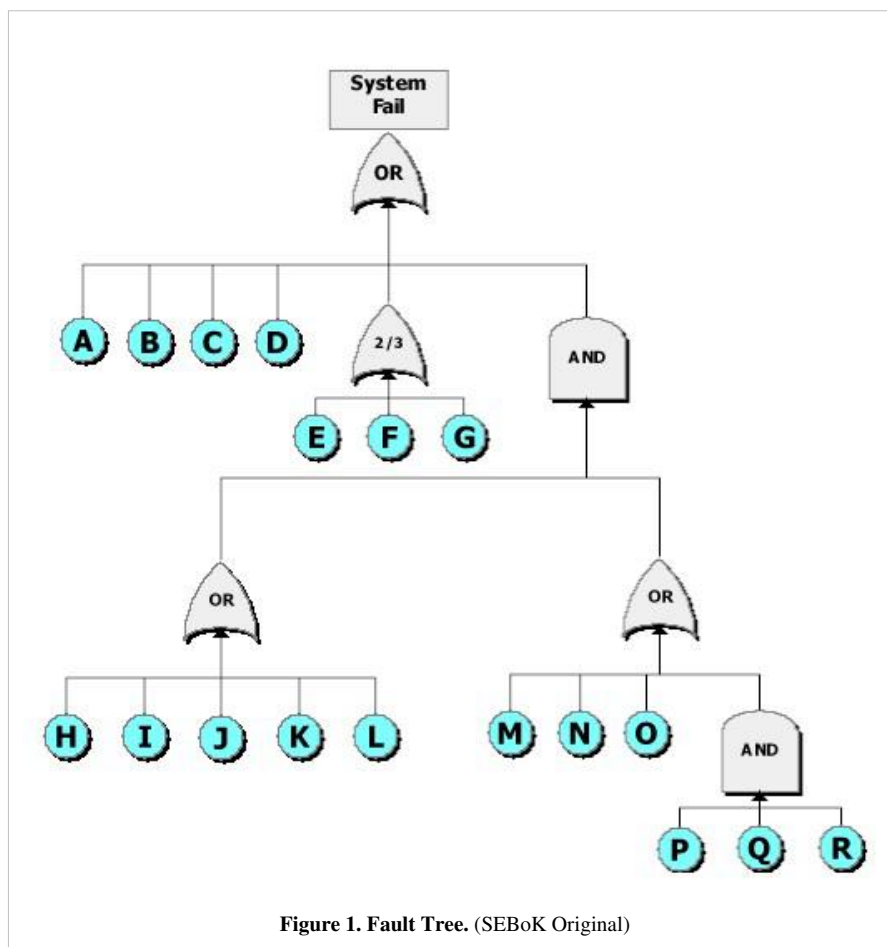 System
Fail
OR
A B C D
2/3
AND
E F G
OR
OR
H I J K L
M N O
AND
P Q R
Figure 1. Fault Tree. (SEBoK Original)